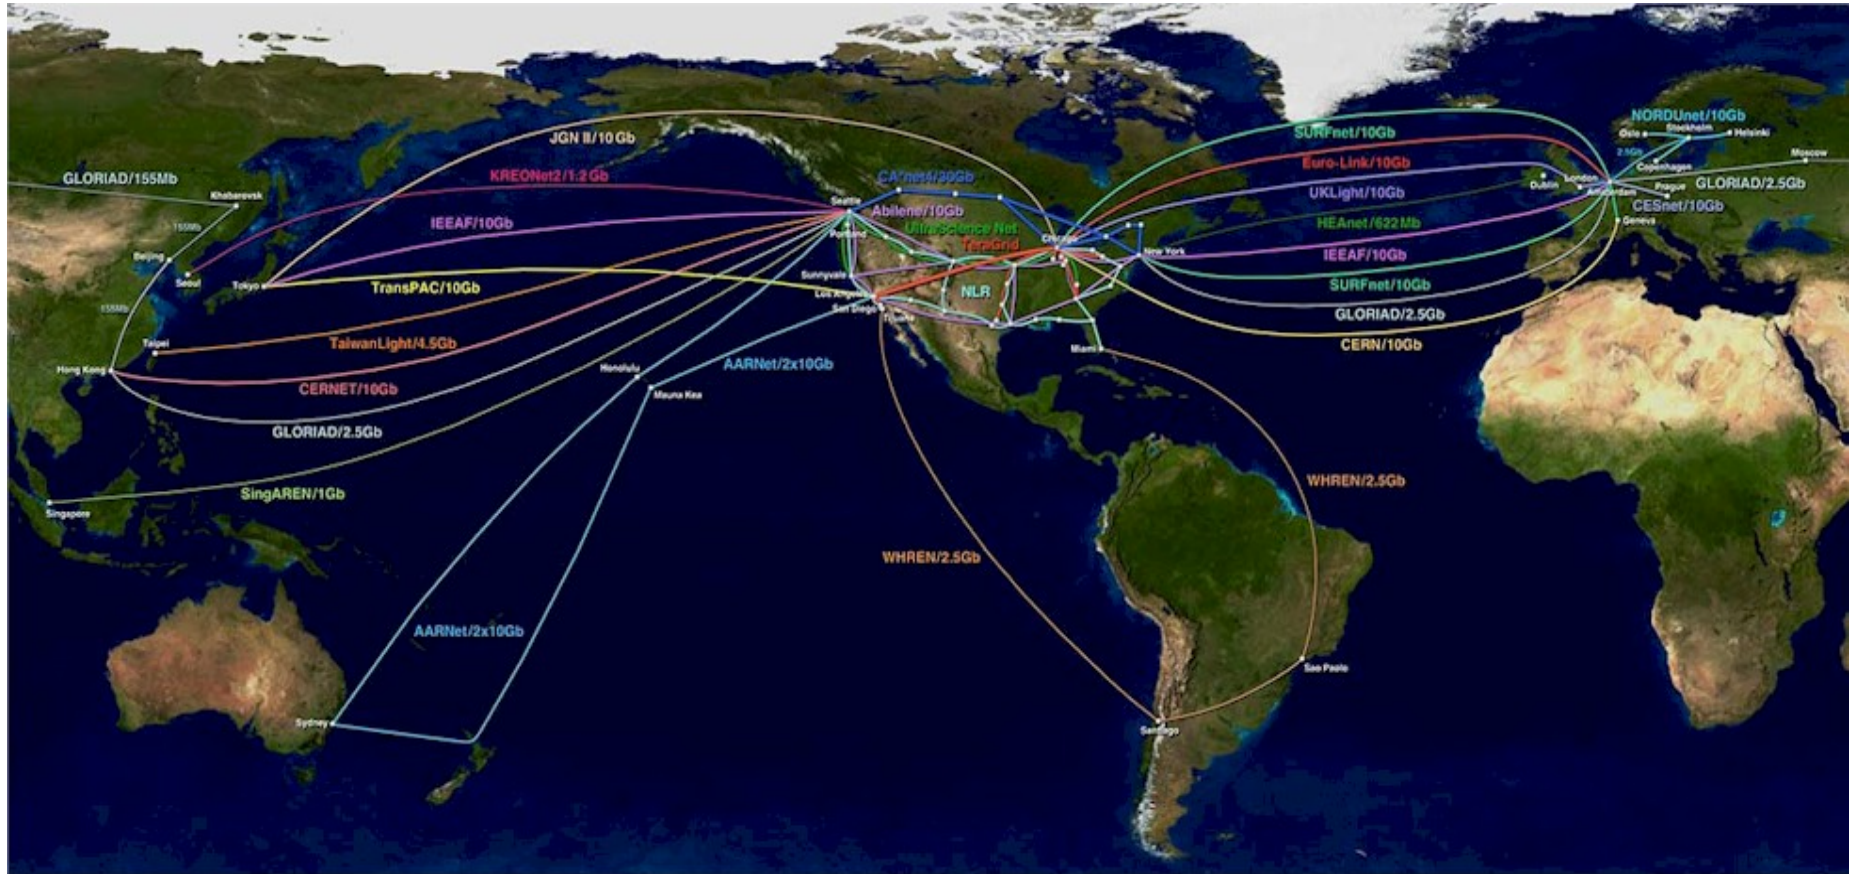 NORDUnet/10Gb
Stockholm
Oslo
Helsinki
SURFnet/10Gb
JGN II/10Gb
2.5Gb
Moscow
Euro-Link/10Gb
Copenhagen
GLORIAD/155Mb
KREONet2/1.2Gb
CA*net4/30Gb
UKLight/10Gb
Dublin
London
Amsterdam
Prague
GLORIAD/2.5Gb
Khabarovsk
Seattle
Abilene/10Gb
CESnet/10Gb
155Mb
IEEAF/10Gb
Portland
UltraScience Net
HEAnet/622Mb
Geneva
TeraGrid
Chicago
New York
IEEAF/10Gb
Beijing
Seoul
Tokyo
TransPAC/10Gb
Sunnyvale
Los Angeles
NLR
SURFnet/10Gb
155Mb
San Diego
Tijuana
GLORIAD/2.5Gb
Taipei
TaiwanLight/4.5Gb
Miami
CERN/10Gb
Hong Kong
Honolulu
AARNet/2x10Gb
CERNET/10Gb
Mauna Kea
GLORIAD/2.5Gb
SingAREN/1Gb
WHREN/2.5Gb
Singapore
WHREN/2.5Gb
AARNet/2x10Gb
Sao Paolo
Sydney
Santiago